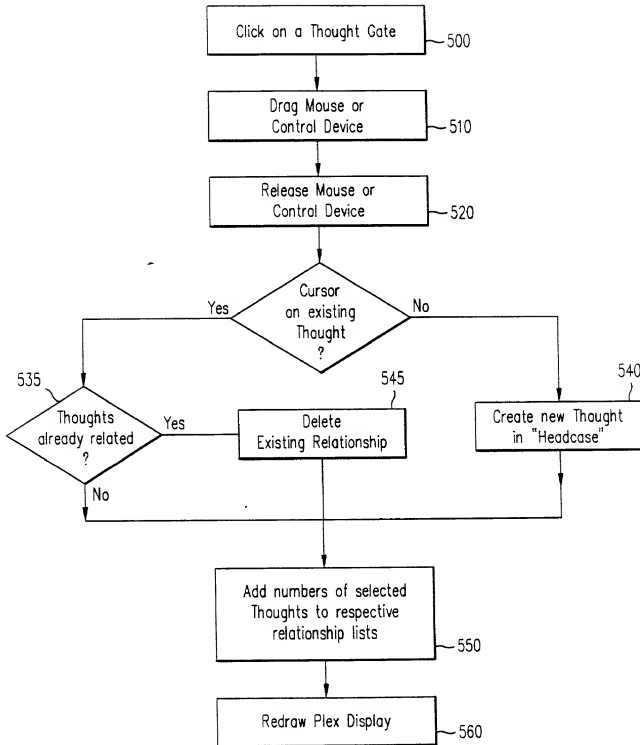 Click on a Thought Gate
500
Drag Mouse or
Control Device
510
Release Mouse or
Control Device
520
Cursor
on existing
Thought
?
Yes
No
535
Thoughts
already related
?
Yes
No
545
Delete
Existing Relationship
540
Create new Thought
in "Headcase"
Add numbers of selected
Thoughts to respective
relationship lists
550
Redraw Plex Display
560